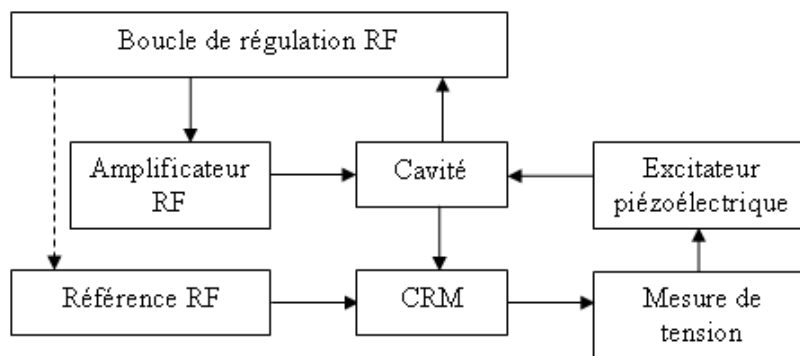 Boucle de régulation RF
Amplificateur
RF
Cavité
Excitateur
piézoélectrique
Référence RF
CRM
Mesure de
tension